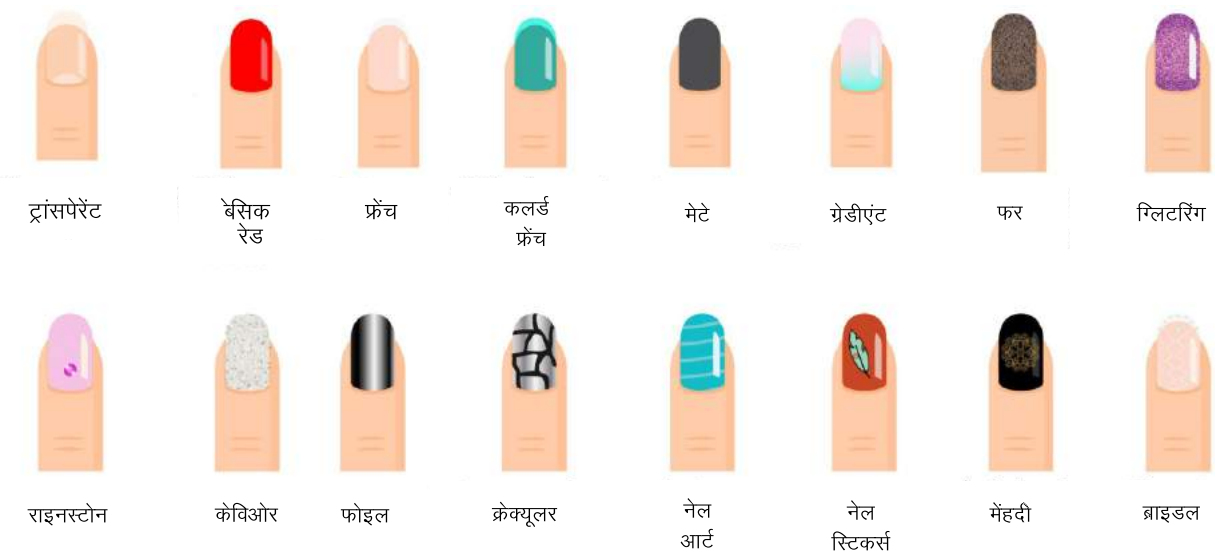 ट्रांसपेरेंट
बेसिक
रेड
फ्रेंच
कलर्ड
फ्रेंच
मेटे
ग्रेडीएंट
फर
ग्लिटरिंग
राइनस्टोन
केविओर
फोइल
क्रेक्यूलर
नेल
आर्ट
नेल
स्टिकर्स
मेंहदी
ब्राइडल